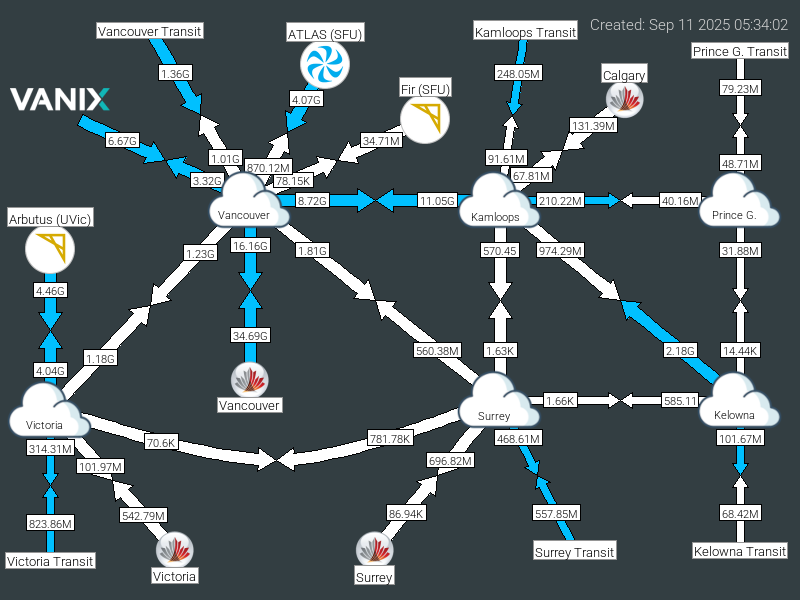 Created: Sep 11 2025 05:34:02
Vancouver Transit
ATLAS (SFU)
Kamloops Transit
Prince G. Transit
1.36G
248.05M
Calgary
79.23M
VANIX
4.07G
Fir (SFU)
131.39M
6.67G
34.71M
1.01G
870.12M
91.61M
48.71M
3.32G
78.15K
67.81M
8.72G
11.05G
210.22M
40.16M
Vancouver
Kamloops
Prince G.
Arbutus (UVic)
1.23G
16.16G
1.81G
570.45
974.29M
31.88M
4.46G
34.69G
1.18G
560.38M
1.63K
2.18G
14.44K
4.04G
Vancouver
1.66K
585.11
Victoria
Surrey
Kelowna
70.6K
781.78K
314.31M
468.61M
101.67M
101.97M
696.82M
823.86M
542.79M
86.94K
557.85M
68.42M
Victoria Transit
Victoria
Surrey
Surrey Transit
Kelowna Transit